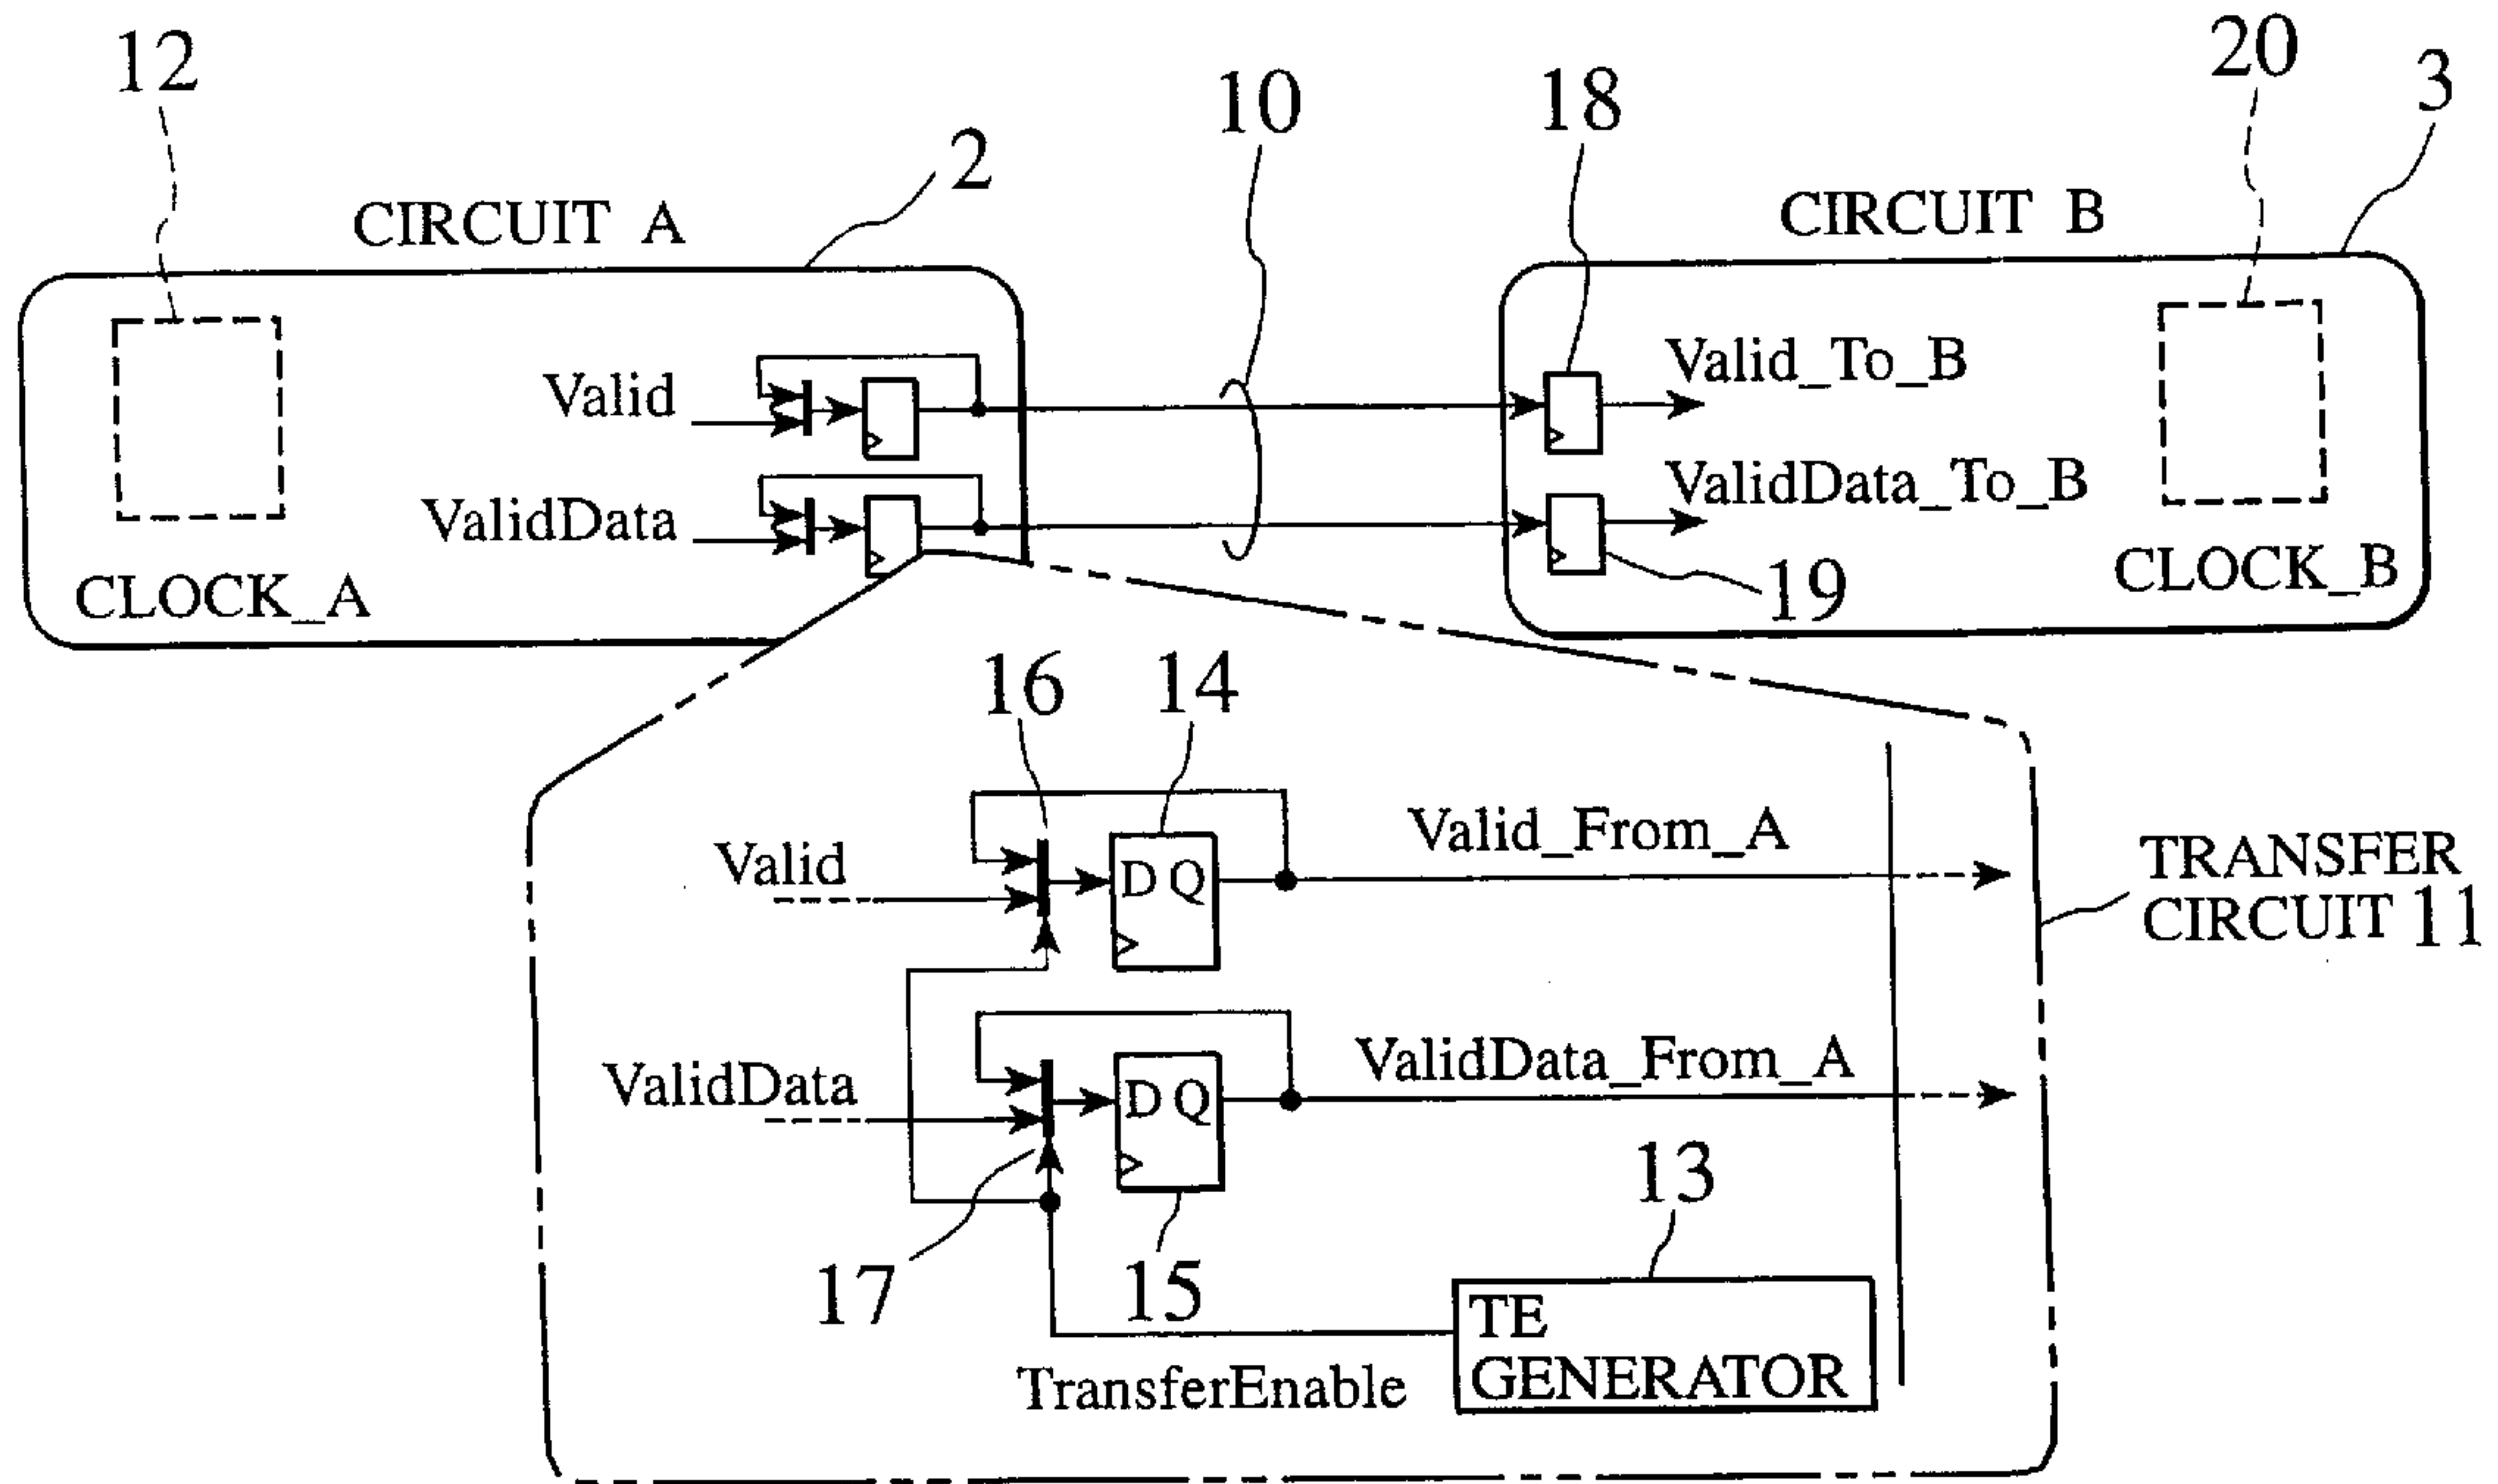 12
20
3
10
18
2
CIRCUIT A
CIRCUIT B
Valid
Valid_To_B
ValidData
ValidData_To_B
CLOCK_A
CLOCK_B
19
16
14
Valid_From_A
Valid
D Q
TRANSFER
CIRCUIT 11
ValidData_From_A
ValidData
D Q
13
17
15
TE
GENERATOR
TransferEnable